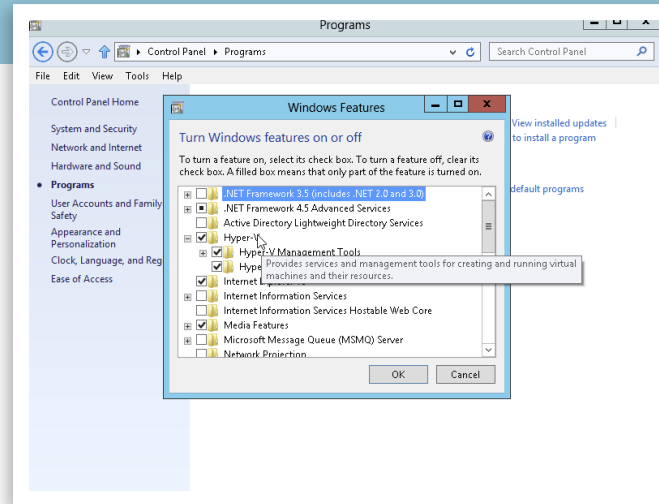 Programs
Control Panel ▸ Programs
Search Control Panel
File Edit View Tools Help
Control Panel Home
System and Security
Network and Internet
Hardware and Sound
Programs
User Accounts and Family
Safety
Appearance and
Personalization
Clock, Language, and Reg
Ease of Access
View installed updates
to install a program
default programs
Windows Features
Turn Windows features on or off
To turn a feature on, select its check box. To turn a feature off, clear its
check box. A filled box means that only part of the feature is turned on.
.NET Framework 3.5 (includes .NET 2.0 and 3.0)
.NET Framework 4.5 Advanced Services
Active Directory Lightweight Directory Services
Hyper-V
Hyper-V Management Tools
Hype
Provides services and management tools for creating and running virtual
machines and their resources.
Internet
Internet Information Services
Internet Information Services Hostable Web Core
Media Features
Microsoft Message Queue (MSMQ) Server
Network Projection
OK Cancel